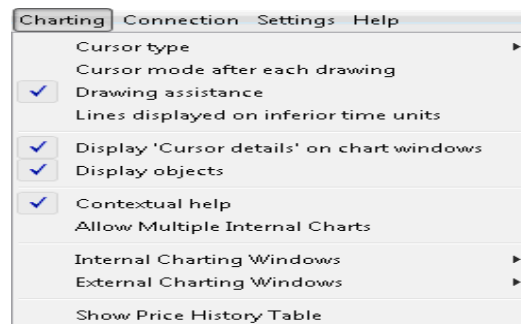 Charting Connection Settings Help
Cursor type
Cursor mode after each drawing
Drawing assistance
Lines displayed on inferior time units
Display 'Cursor details' on chart windows
Display objects
Contextual help
Allow Multiple Internal Charts
Internal Charting Windows
External Charting Windows
Show Price History Table